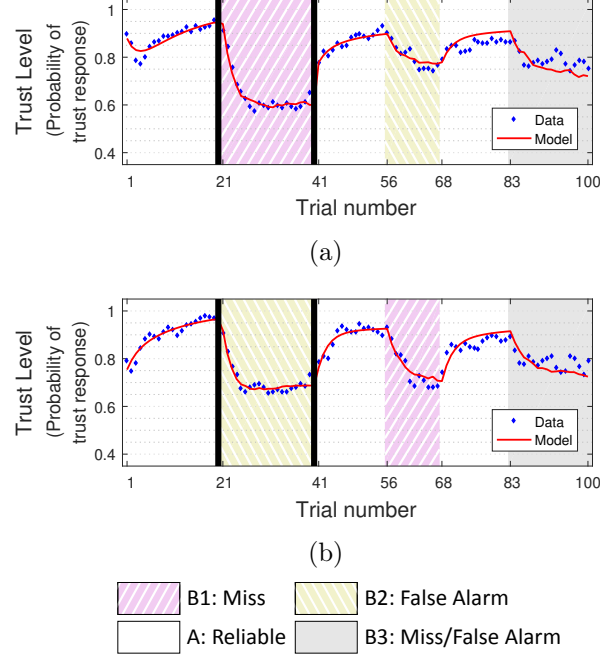 1
0.8
0.6
0.4
Trust Level
(Probability of
trust response)
Data
Model
1 21 41 56 68 83 100
Trial number
(a)
1
0.8
0.6
0.4
Trust Level
(Probability of
trust response)
Data
Model
1 21 41 56 68 83 100
Trial number
(b)
B1: Miss B2: False Alarm
A: Reliable B3: Miss/False Alarm